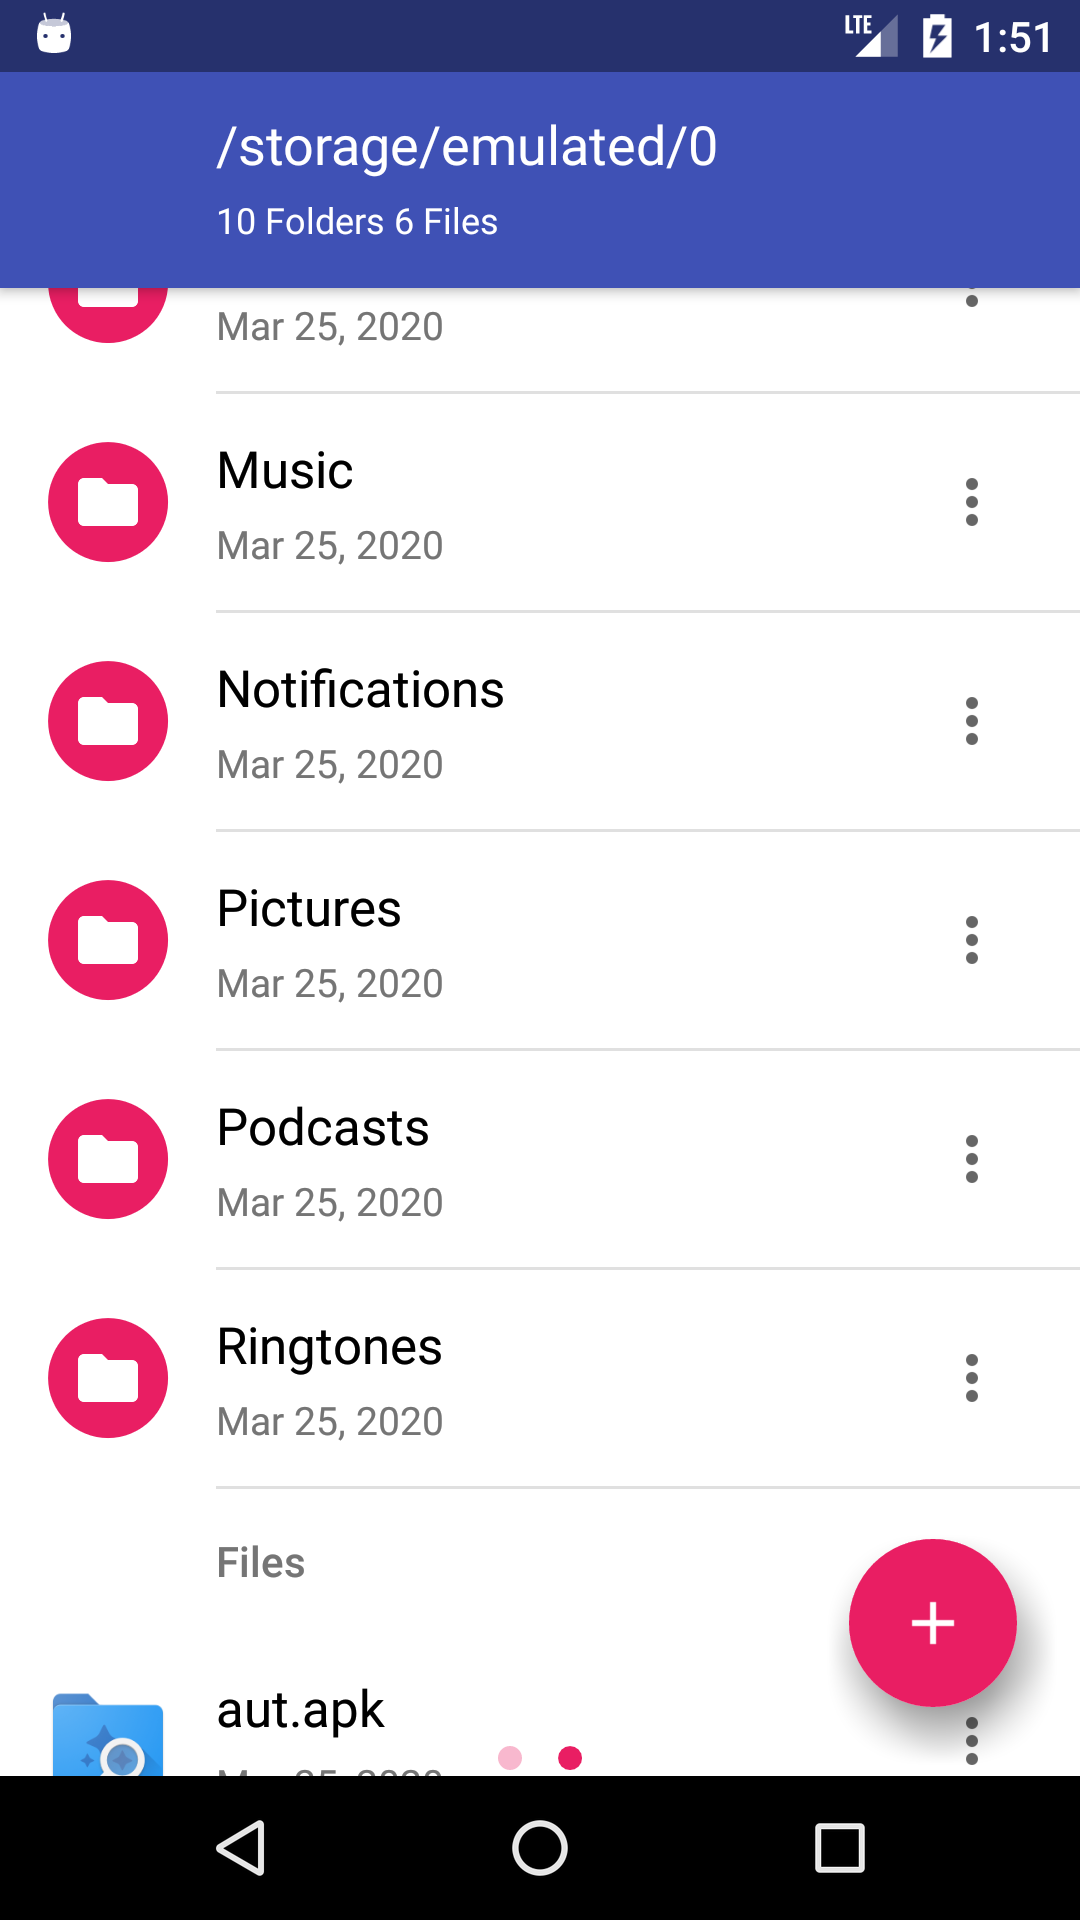 LTE 1:51
/storage/emulated/0
10 Folders 6 Files
Mar 25, 2020
Music
Mar 25, 2020
Notifications
Mar 25, 2020
Pictures
Mar 25, 2020
Podcasts
Mar 25, 2020
Ringtones
Mar 25, 2020
Files
aut.apk